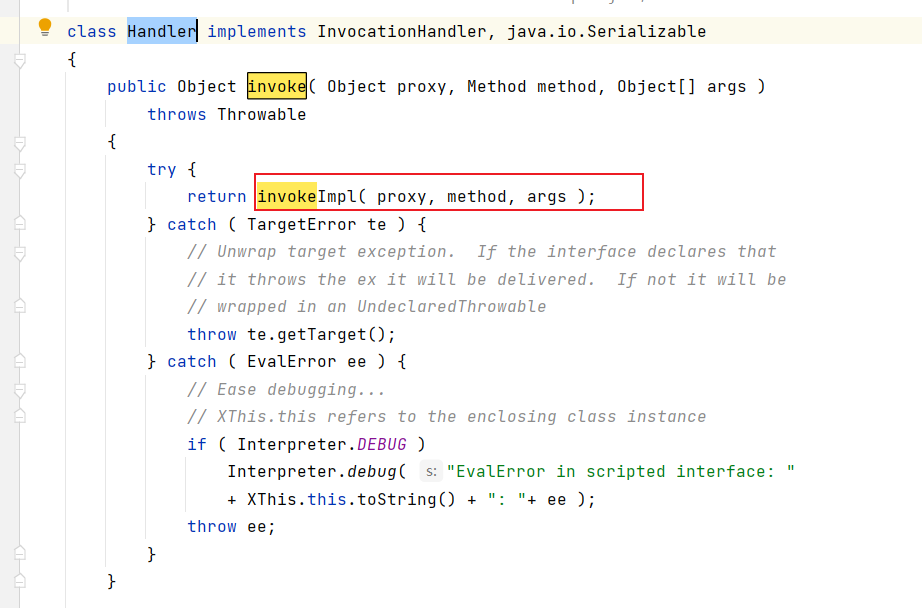 class Handler implements InvocationHandler, java.io.Serializable
{
public Object invoke( Object proxy, Method method, Object[] args )
throws Throwable
{
try {
return invokeImpl( proxy, method, args );
} catch ( TargetError te ) {
// Unwrap target exception.  If the interface declares that
// it throws the ex it will be delivered.  If not it will be
// wrapped in an UndeclaredThrowable
throw te.getTarget();
} catch ( EvalError ee ) {
// Ease debugging...
// XThis.this refers to the enclosing class instance
if ( Interpreter.DEBUG )
Interpreter.debug( s: "EvalError in scripted interface: "
+ XThis.this.toString() + ": "+ ee );
throw ee;
}
}